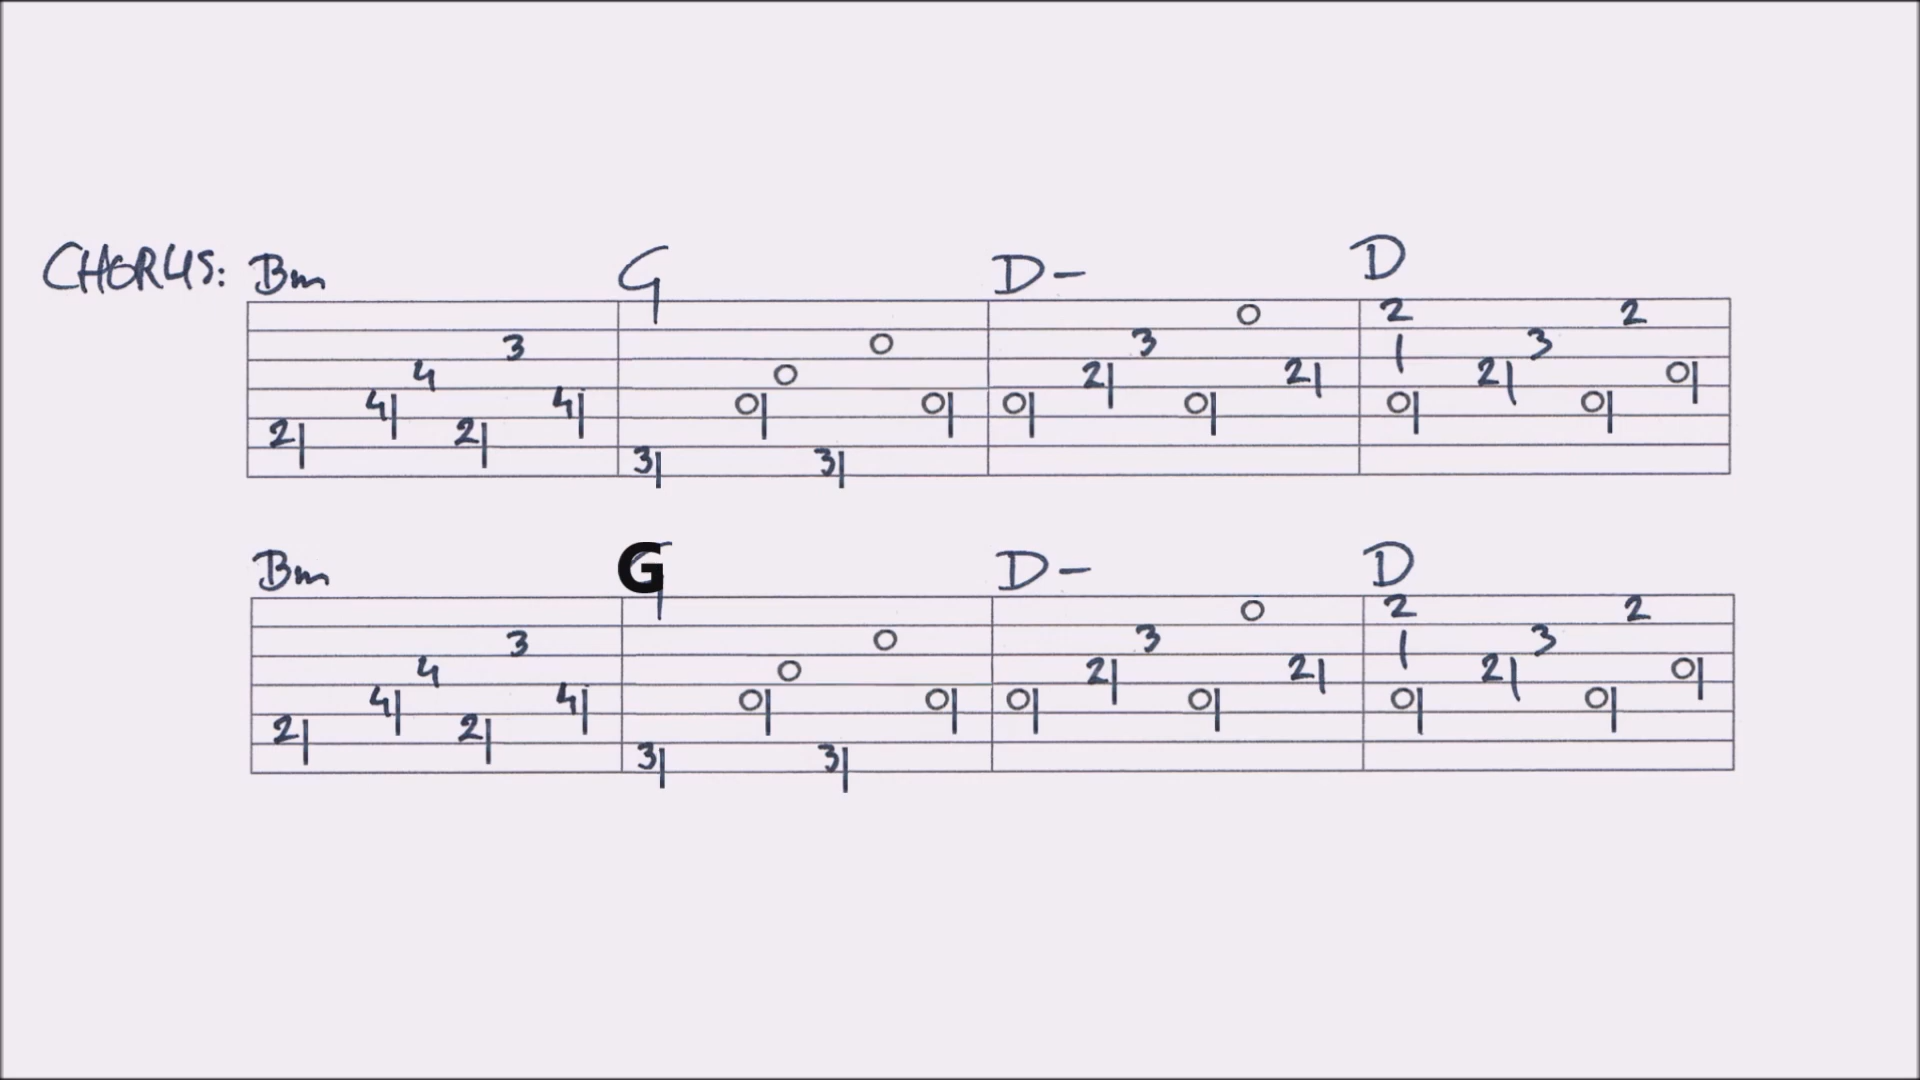 CHORUS: Bm G D- D
0 2
3 3 0 3 2
4 0 2 2 1 2 0
4 4 0 0 0 0 0 0
2 2
3 3
Bm G D- D
0 2 2
3 0 3 3
4 0 2 2 1 2 0
4 4 0 0 0 0 0 0
2 2
3 3